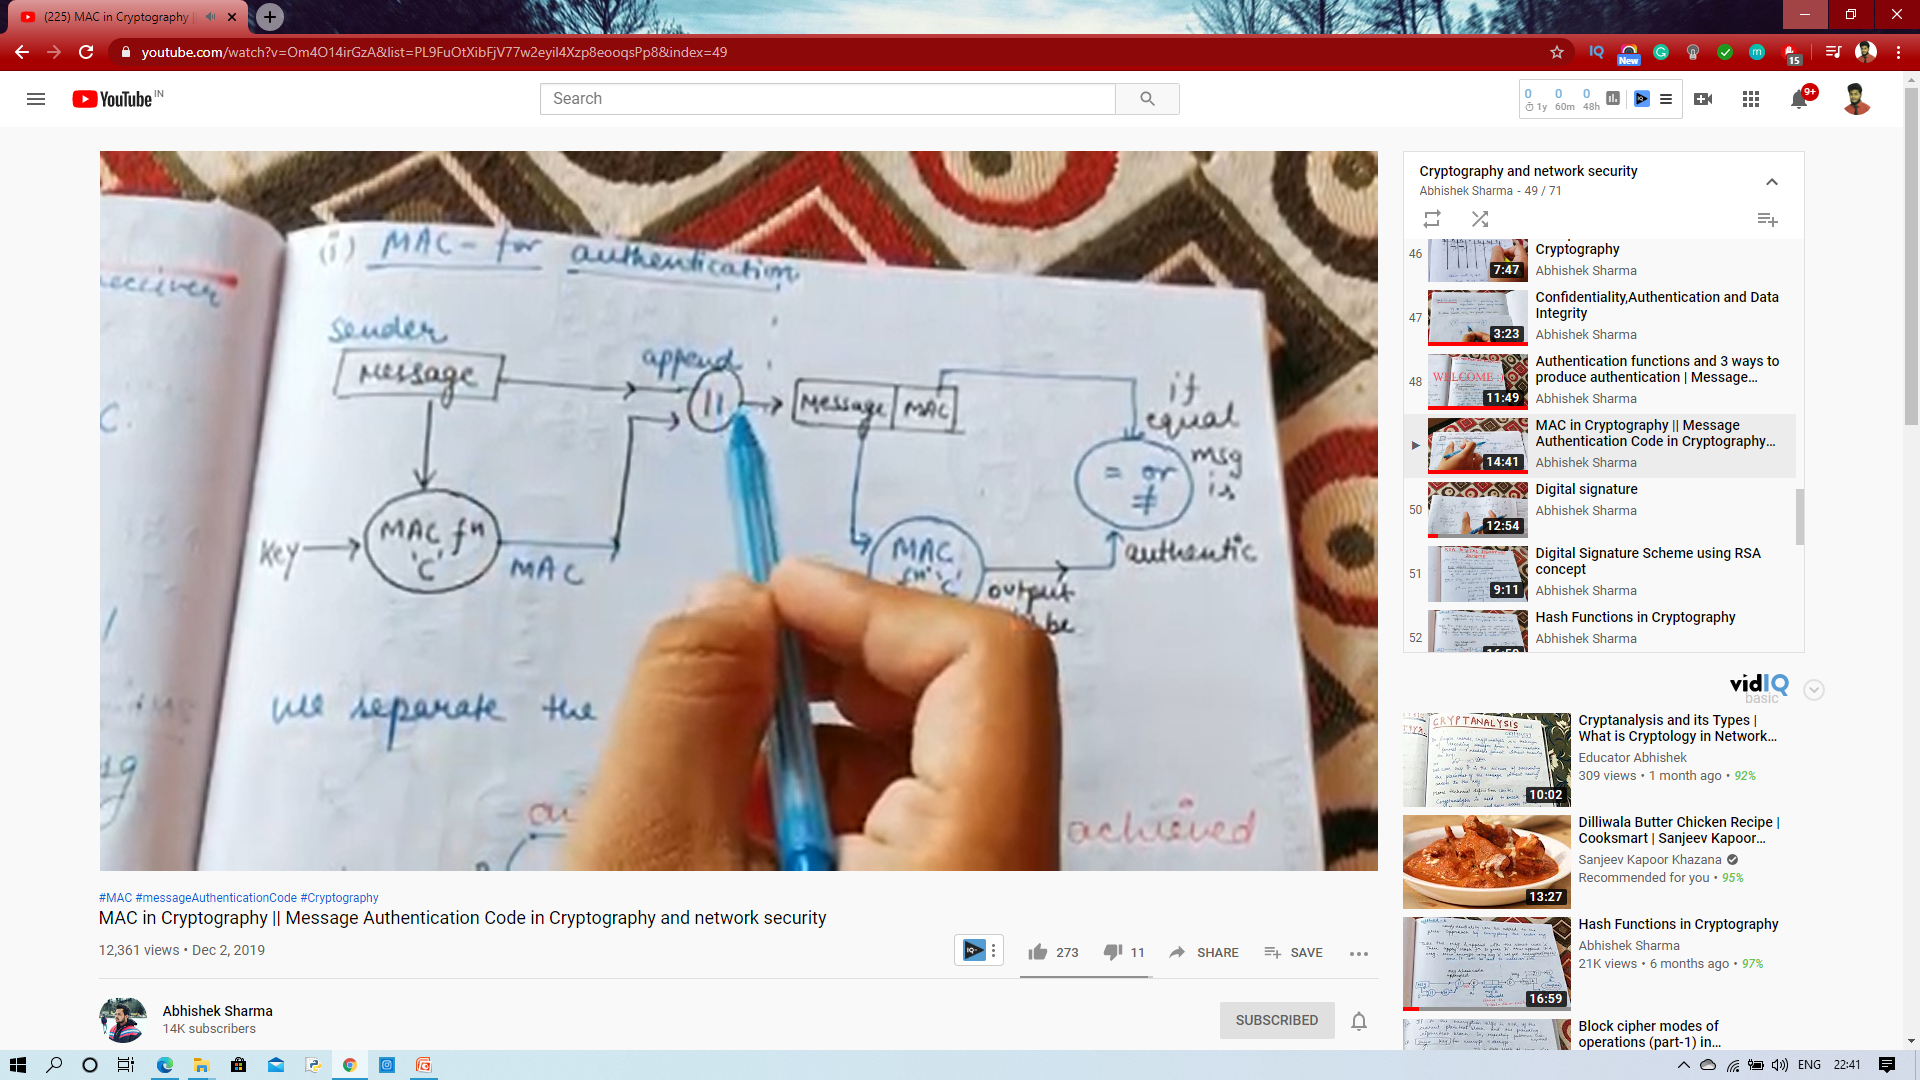 (225) MAC in Cryptography |
youtube.com/watch?v=Om4O14irGzA&list=PL9FuOtXibFjV77w2eyil4Xzp8eooqsPp8&index=49
IQ
New
15
YouTube IN
Search
0 0 0
1y 60m 48h
9+
(i) MAC - for authentication
eceiver
Sender
Message
append
||
Message MAC
if
equal
msg
is
authentic
= or
≠
Key
MAC fn
'C'
MAC
MAC
fn 'C'
output
be
we separate the
achieved
Cryptography and network security
Abhishek Sharma - 49 / 71
46
Cryptography
Abhishek Sharma
7:47
47
Confidentiality,Authentication and Data
Integrity
Abhishek Sharma
3:23
48
Authentication functions and 3 ways to
produce authentication | Message...
Abhishek Sharma
WELCOME :)
11:49
MAC in Cryptography || Message
Authentication Code in Cryptography...
Abhishek Sharma
14:41
50
Digital signature
Abhishek Sharma
12:54
51
Digital Signature Scheme using RSA
concept
Abhishek Sharma
9:11
52
Hash Functions in Cryptography
Abhishek Sharma
vidIQ
basic
CRYPTANALYSIS
Cryptanalysis and its Types |
What is Cryptology in Network...
Educator Abhishek
309 views • 1 month ago • 92%
10:02
Dilliwala Butter Chicken Recipe |
Cooksmart | Sanjeev Kapoor...
Sanjeev Kapoor Khazana
Recommended for you • 95%
13:27
Hash Functions in Cryptography
Abhishek Sharma
21K views • 6 months ago • 97%
16:59
Block cipher modes of
operations (part-1) in...
#MAC #messageAuthenticationCode #Cryptography
MAC in Cryptography || Message Authentication Code in Cryptography and network security
12,361 views • Dec 2, 2019
273 11 SHARE SAVE
Abhishek Sharma
14K subscribers
SUBSCRIBED
ENG 22:41